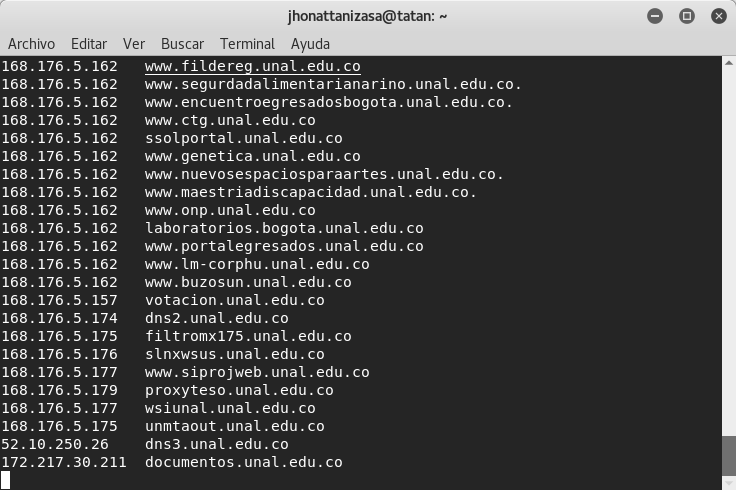 jhonattanizasa@tatan: ~
Archivo Editar Ver Buscar Terminal Ayuda
168.176.5.162 www.fildereg.unal.edu.co
168.176.5.162 www.segurdadalimentarianarino.unal.edu.co.
168.176.5.162 www.encuentroegresadosbogota.unal.edu.co.
168.176.5.162 www.ctg.unal.edu.co
168.176.5.162 ssolportal.unal.edu.co
168.176.5.162 www.genetica.unal.edu.co
168.176.5.162 www.nuevosespaciosparaartes.unal.edu.co.
168.176.5.162 www.maestriadiscapacidad.unal.edu.co.
168.176.5.162 www.onp.unal.edu.co
168.176.5.162 laboratorios.bogota.unal.edu.co
168.176.5.162 www.portalegresados.unal.edu.co
168.176.5.162 www.lm-corphu.unal.edu.co
168.176.5.162 www.buzosun.unal.edu.co
168.176.5.157 votacion.unal.edu.co
168.176.5.174 dns2.unal.edu.co
168.176.5.175 filtromx175.unal.edu.co
168.176.5.176 slnxwsus.unal.edu.co
168.176.5.177 www.siprojweb.unal.edu.co
168.176.5.179 proxyteso.unal.edu.co
168.176.5.177 wsiunal.unal.edu.co
168.176.5.175 unmtaout.unal.edu.co
52.10.250.26 dns3.unal.edu.co
172.217.30.211 documentos.unal.edu.co